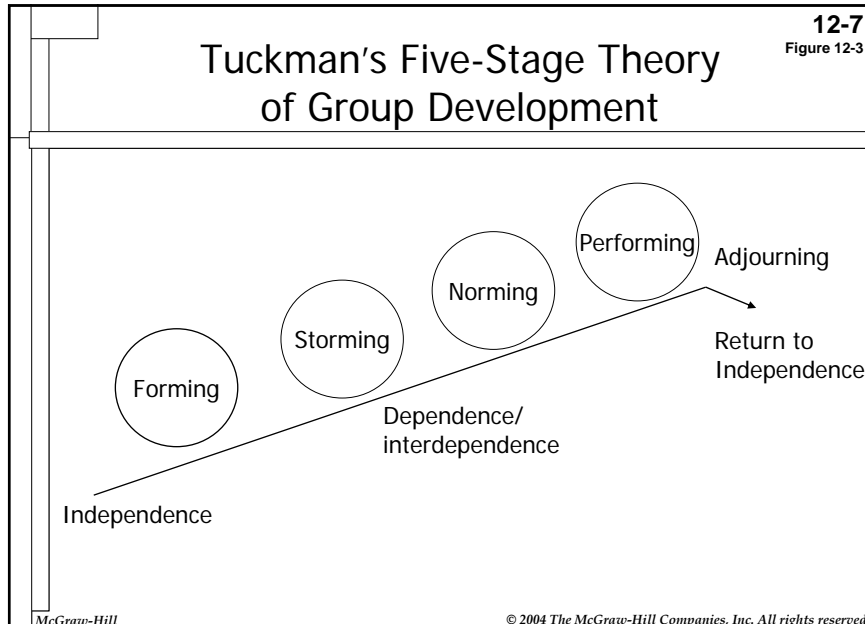 12-7
Figure 12-3
Tuckman's Five-Stage Theory
of Group Development
Performing
Adjourning
Norming
Storming
Return to
Independence
Forming
Dependence/
interdependence
Independence
McGraw-Hill
© 2004 The McGraw-Hill Companies, Inc. All rights reserved